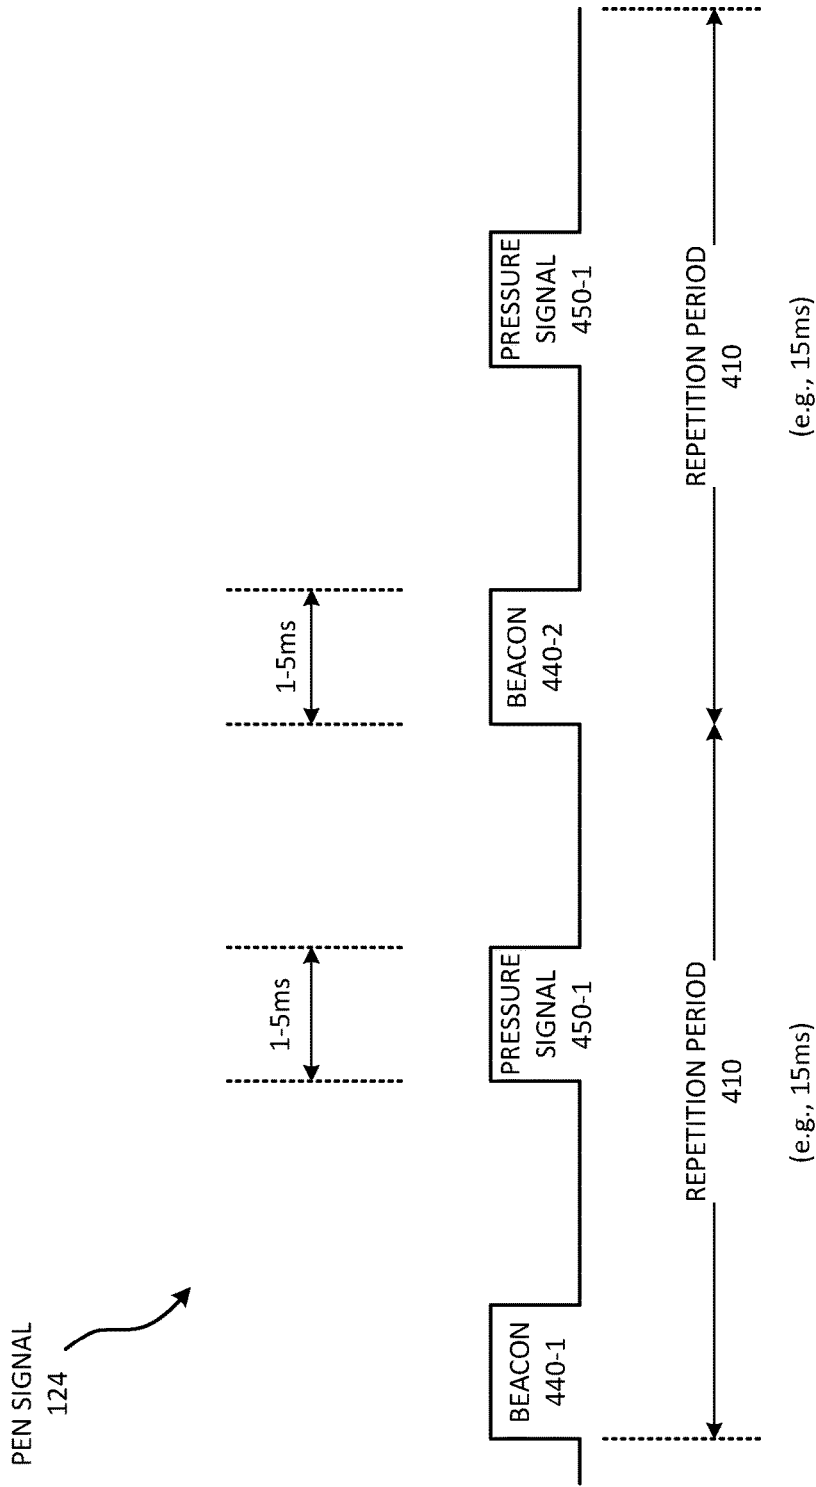 PEN SIGNAL
124
1-5ms
1-5ms
BEACON
440-1
PRESSURE
SIGNAL
450-1
BEACON
440-2
PRESSURE
SIGNAL
450-1
REPETITION PERIOD
410
(e.g., 15ms)
REPETITION PERIOD
410
(e.g., 15ms)